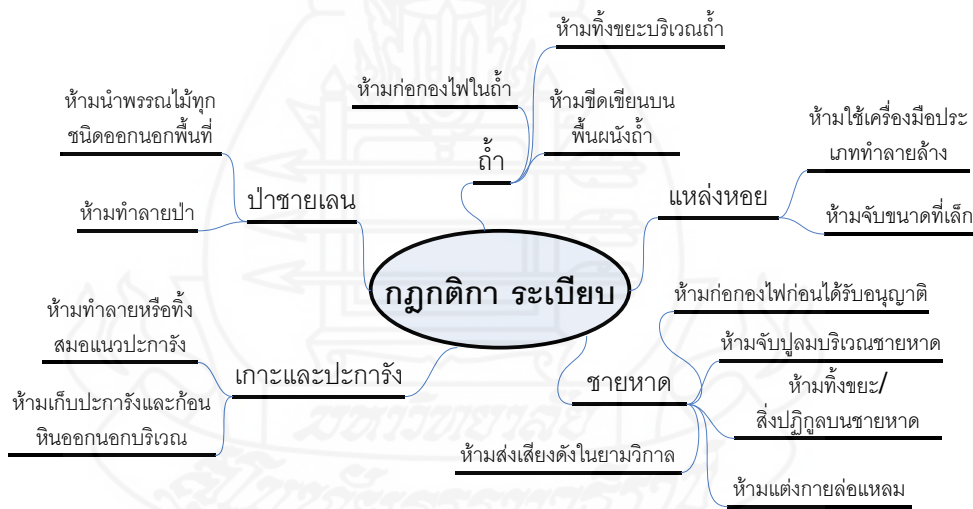 ห้ามทิ้งขยะบริเวณถ้ำ
ห้ามก่อกองไฟในถ้ำ
ห้ามขีดเขียนบน
พื้นผนังถ้ำ
ถ้ำ
ห้ามนำพรรณไม้ทุก
ชนิดออกนอกพื้นที่
ห้ามทำลายป่า
ป่าชายเลน
ห้ามใช้เครื่องมือประ
เภททำลายล้าง
ห้ามจับขนาดที่เล็ก
แหล่งหอย
กฎกติกา ระเบียบ
ห้ามทำลายหรือทิ้ง
สมอแนวปะการัง
ห้ามเก็บปะการังและก้อน
หินออกนอกบริเวณ
เกาะและปะการัง
ชายหาด
ห้ามก่อกองไฟก่อนได้รับอนุญาติ
ห้ามจับปูลมบริเวณชายหาด
ห้ามทิ้งขยะ/
สิ่งปฏิกูลบนชายหาด
ห้ามส่งเสียงดังในยามวิกาล
ห้ามแต่งกายล่อแหลม